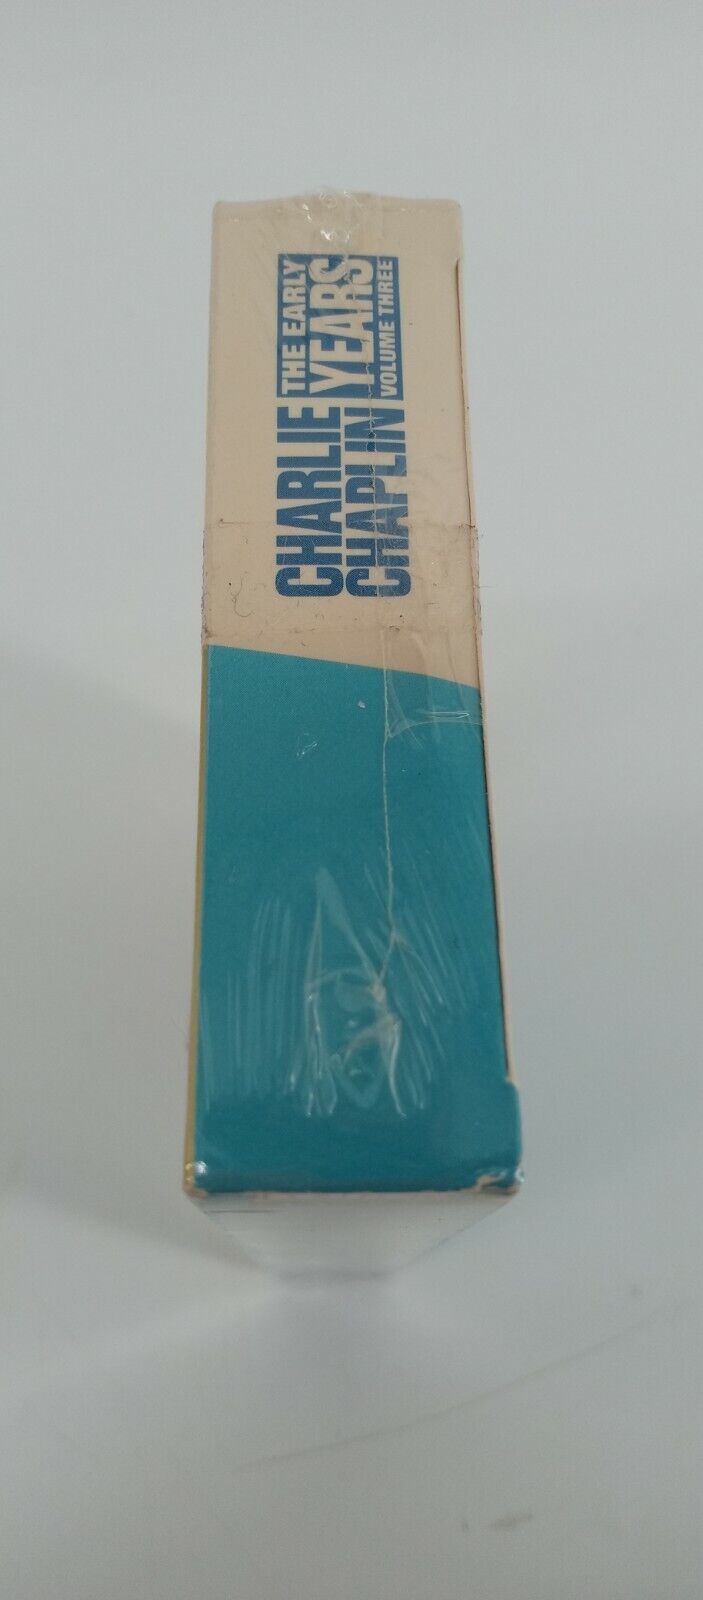 CHARLIE
CHAPLIN
THE EARLY
YEARS
VOLUME THREE